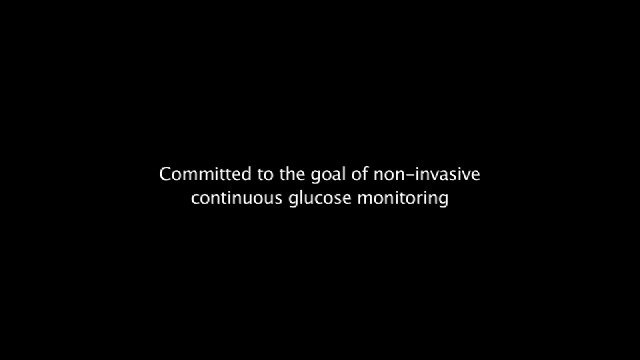 Committed to the goal of non-invasive
continuous glucose monitoring